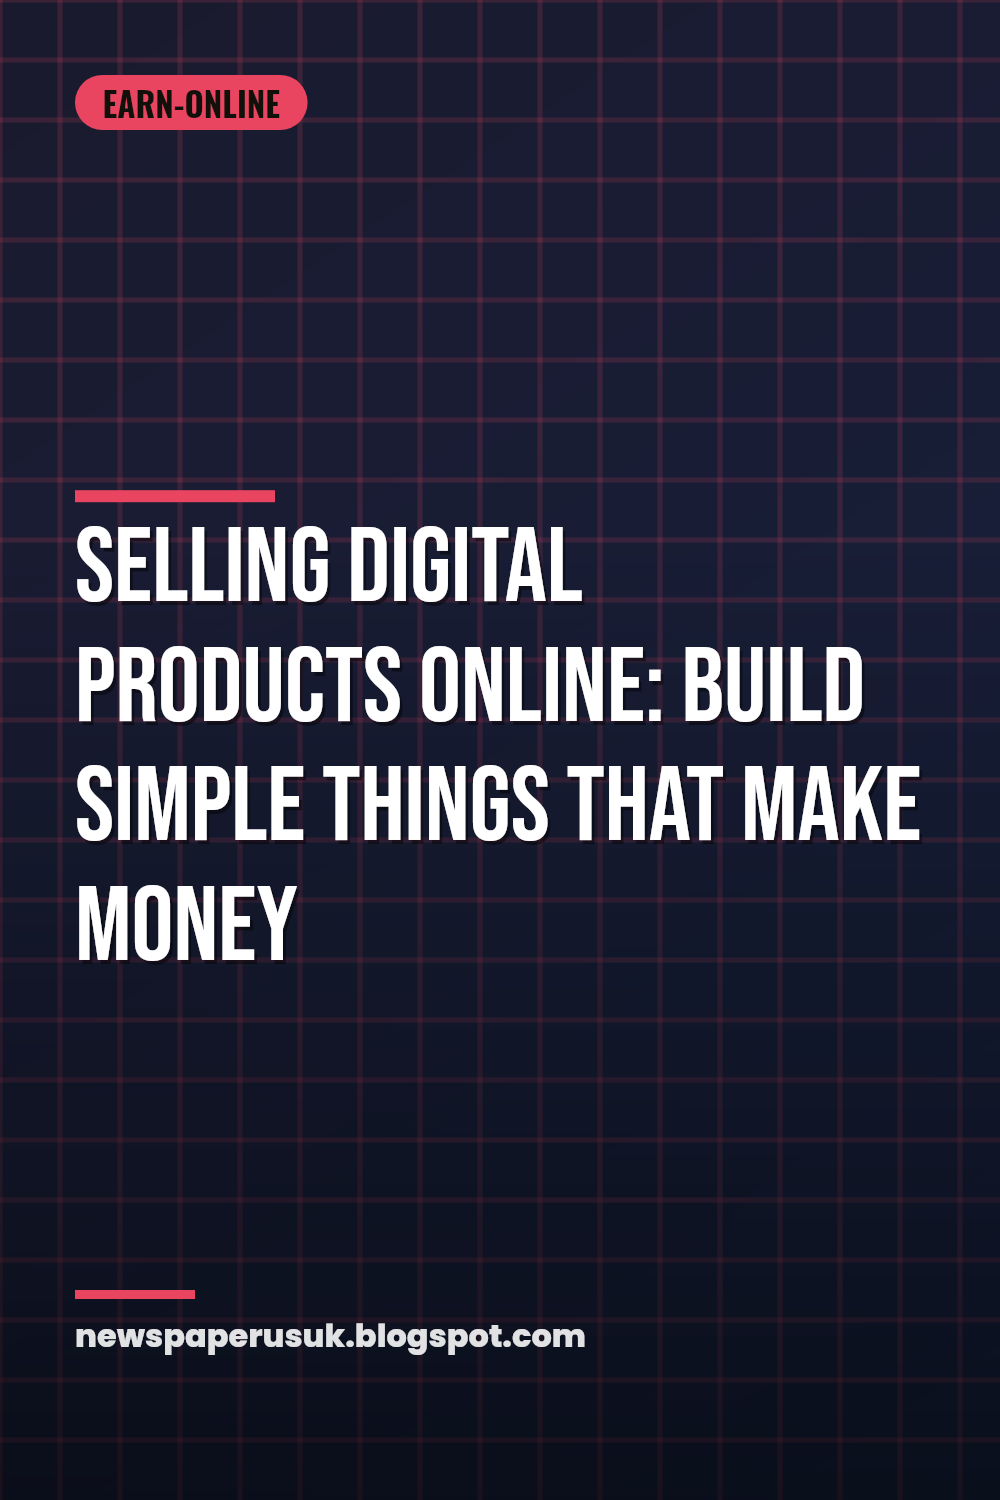 EARN-ONLINE
SELLING DIGITAL
PRODUCTS ONLINE: BUILD
SIMPLE THINGS THAT MAKE
MONEY
newspaperusuk.blogspot.com